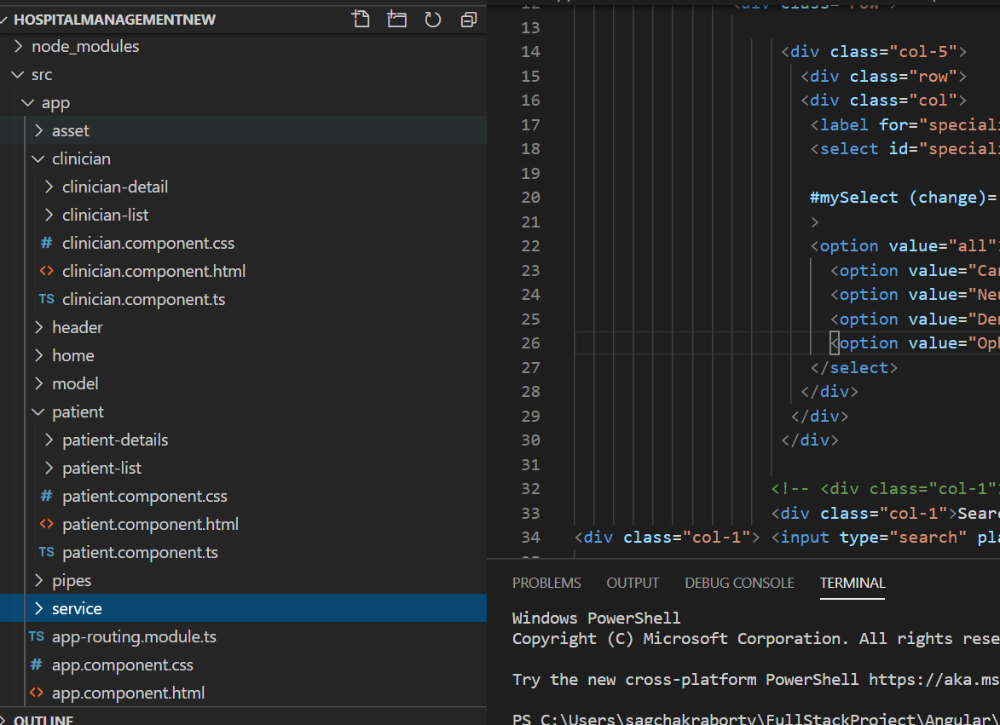 HOSPITALMANAGEMENTNEW
node_modules
src
app
asset
clinician
clinician-detail
clinician-list
# clinician.component.css
<> clinician.component.html
TS clinician.component.ts
header
home
model
patient
patient-details
patient-list
# patient.component.css
<> patient.component.html
TS patient.component.ts
pipes
service
TS app-routing.module.ts
# app.component.css
<> app.component.html
OUTLINE
12 <div class="row">
13
14 <div class="col-5">
15 <div class="row">
16 <div class="col">
17 <label for="speciali
18 <select id="speciali
19
20 #mySelect (change)=
21 >
22 <option value="all"
23 <option value="Car
24 <option value="Neu
25 <option value="Der
26 <option value="Oph
27 </select>
28 </div>
29 </div>
30 </div>
31
32 <!-- <div class="col-1"
33 <div class="col-1">Searc
34 <div class="col-1"> <input type="search" pla
PROBLEMS OUTPUT DEBUG CONSOLE TERMINAL
Windows PowerShell
Copyright (C) Microsoft Corporation. All rights rese
Try the new cross-platform PowerShell https://aka.ms
PS C:\Users\sagchakraborty\FullStackProject\Angular\